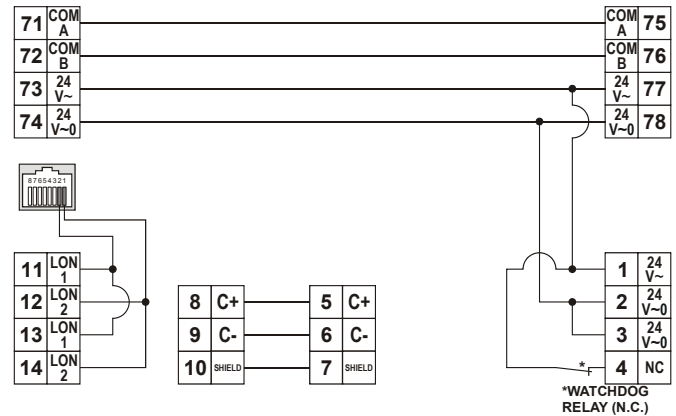 71 COM A
COM A 75
72 COM B
COM B 76
73 24 V~
24 V~ 77
74 24 V~0
24 V~0 78
87654321
11 LON 1
12 LON 2
13 LON 1
14 LON 2
8 C+
5 C+
9 C-
6 C-
10 SHIELD
7 SHIELD
1 24 V~
2 24 V~0
3 24 V~0
* 4 NC
*WATCHDOG
RELAY (N.C.)